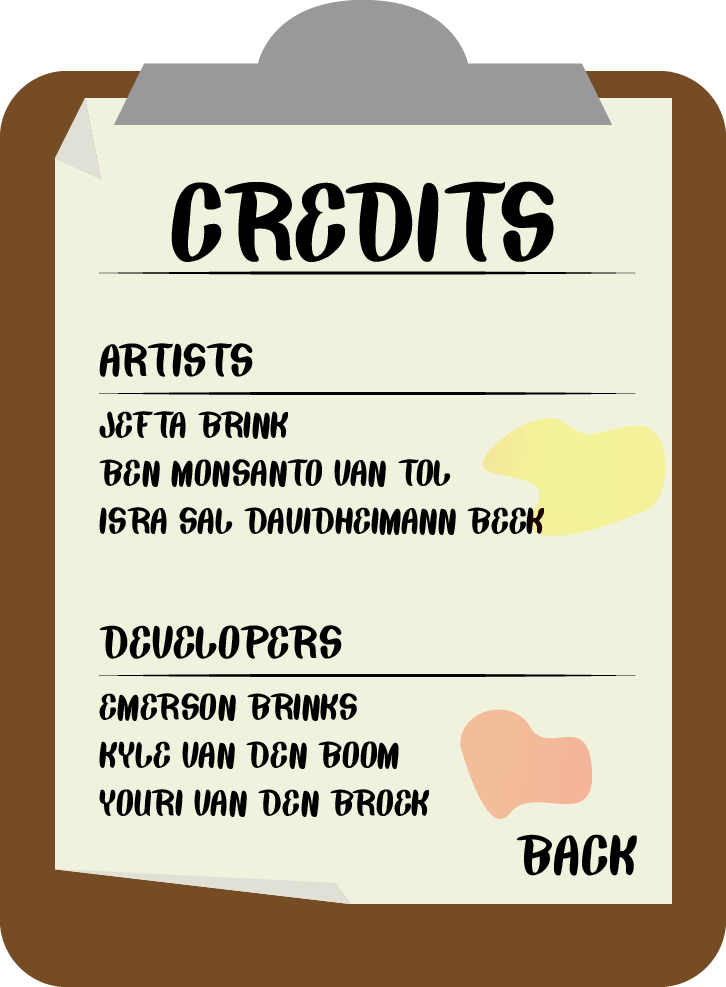 CREDITS
ARTISTS
JEFTA BRINK
BEN MONSANTO VAN TOL
ISRA SAL DAVIDHEIMANN BEEK
DEVELOPERS
EMERSON BRINKS
KYLE VAN DEN BOOM
YOURI VAN DEN BROEK
BACK